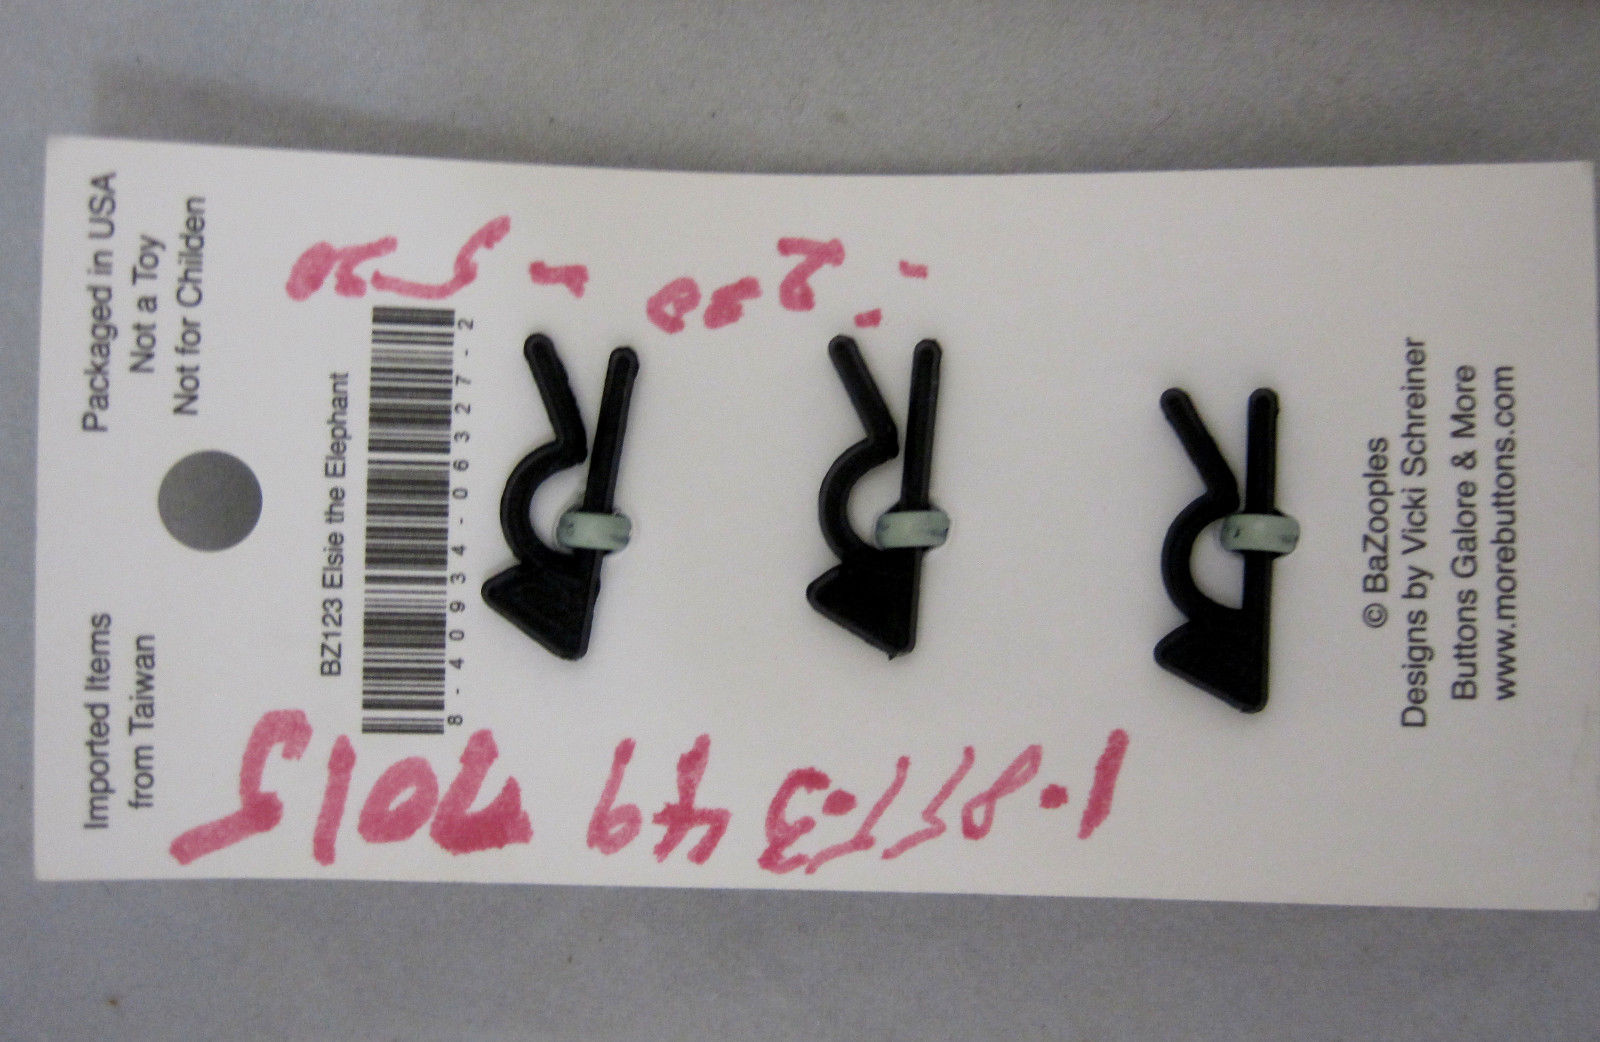 Imported Items
from Taiwan
Packaged in USA
Not a Toy
Not for Childen
BZ123 Elsie the Elephant
8 - 40934 - 06327 - 2
© BaZooples
Designs by Vicki Schreiner
Buttons Galore & More
www.morebuttons.com